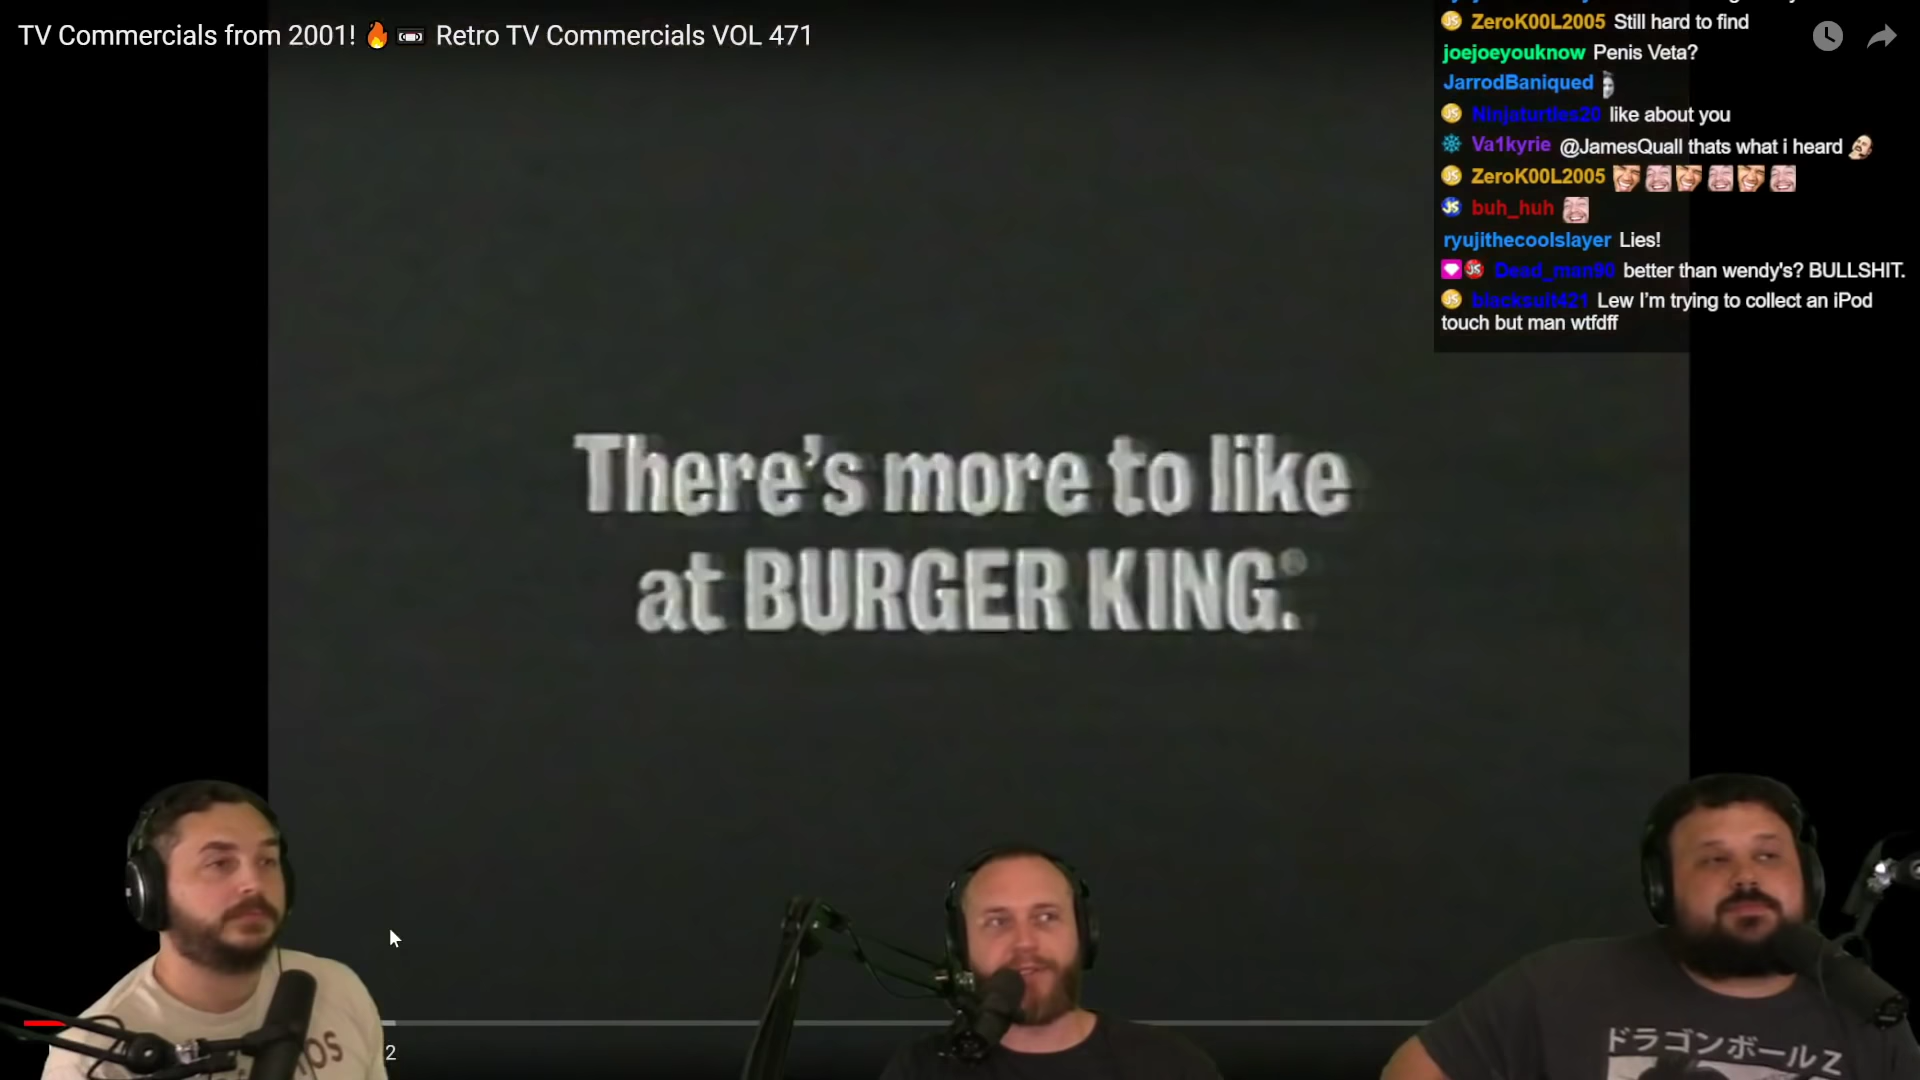 TV Commercials from 2001! 🔥📼 Retro TV Commercials VOL 471
ZeroK00L2005 Still hard to find
joejoeyouknow Penis Veta?
JarrodBaniqued
Ninjaturtles20 like about you
Va1kyrie @JamesQuall thats what i heard
ZeroK00L2005
buh_huh
ryujithecoolslayer Lies!
Dead_man90 better than wendy's? BULLSHIT.
blacksuit421 Lew I'm trying to collect an iPod
touch but man wtfdff
There's more to like
at BURGER KING.®
2
ドラゴンボールZ